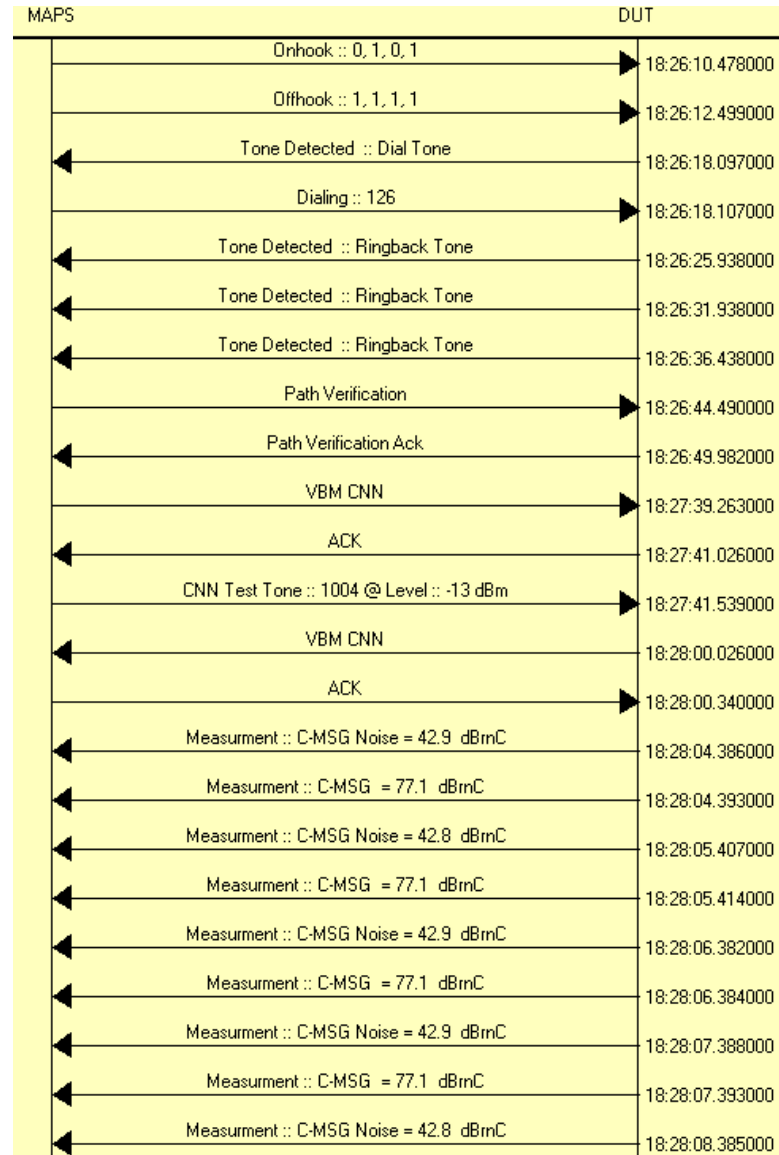 MAPS DUT
Onhook :: 0, 1, 0, 1
18:26:10.478000
Offhook :: 1, 1, 1, 1
18:26:12.499000
Tone Detected :: Dial Tone
18:26:18.097000
Dialing :: 126
18:26:18.107000
Tone Detected :: Ringback Tone
18:26:25.938000
Tone Detected :: Ringback Tone
18:26:31.938000
Tone Detected :: Ringback Tone
18:26:36.438000
Path Verification
18:26:44.490000
Path Verification Ack
18:26:49.982000
VBM CNN
18:27:39.263000
ACK
18:27:41.026000
CNN Test Tone :: 1004 @ Level :: -13 dBm
18:27:41.539000
VBM CNN
18:28:00.026000
ACK
18:28:00.340000
Measurment :: C-MSG Noise = 42.9 dBrnC
18:28:04.386000
Measurment :: C-MSG = 77.1 dBrnC
18:28:04.393000
Measurment :: C-MSG Noise = 42.8 dBrnC
18:28:05.407000
Measurment :: C-MSG = 77.1 dBrnC
18:28:05.414000
Measurment :: C-MSG Noise = 42.9 dBrnC
18:28:06.382000
Measurment :: C-MSG = 77.1 dBrnC
18:28:06.384000
Measurment :: C-MSG Noise = 42.9 dBrnC
18:28:07.388000
Measurment :: C-MSG = 77.1 dBrnC
18:28:07.393000
Measurment :: C-MSG Noise = 42.8 dBrnC
18:28:08.385000